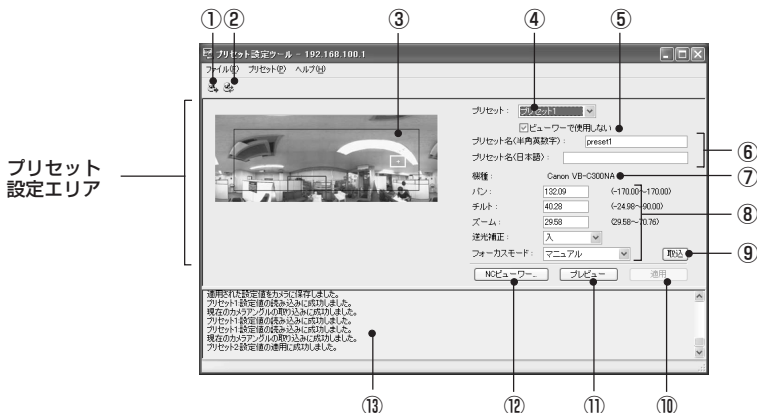 ① ② ③ ④ ⑤
プリセット設定ツール - 192.168.100.1
ファイル(F) プリセット(P) ヘルプ(H)
プリセット： プリセット1
ビューワーで使用しない
プリセット名(半角英数字)： preset1
プリセット名(日本語)：
⑥
機種： Canon VB-C300NA
⑦
パン： 132.09 (-170.00～170.00)
チルト： 40.28 (-24.98～90.00)
ズーム： 29.58 (29.58～70.76)
逆光補正： 入
フォーカスモード： マニュアル
⑧
取込
⑨
NCビューワー... プレビュー 適用
プリセット
設定エリア
適用された設定値をカメラに保存しました。
プリセット1:設定値の読み込みに成功しました。
現在のカメラアングルの取り込みに成功しました。
プリセット1:設定値の読み込みに成功しました。
プリセット1:設定値の読み込みに成功しました。
現在のカメラアングルの取り込みに成功しました。
プリセット2:設定値の適用に成功しました。
⑬ ⑫ ⑪ ⑩